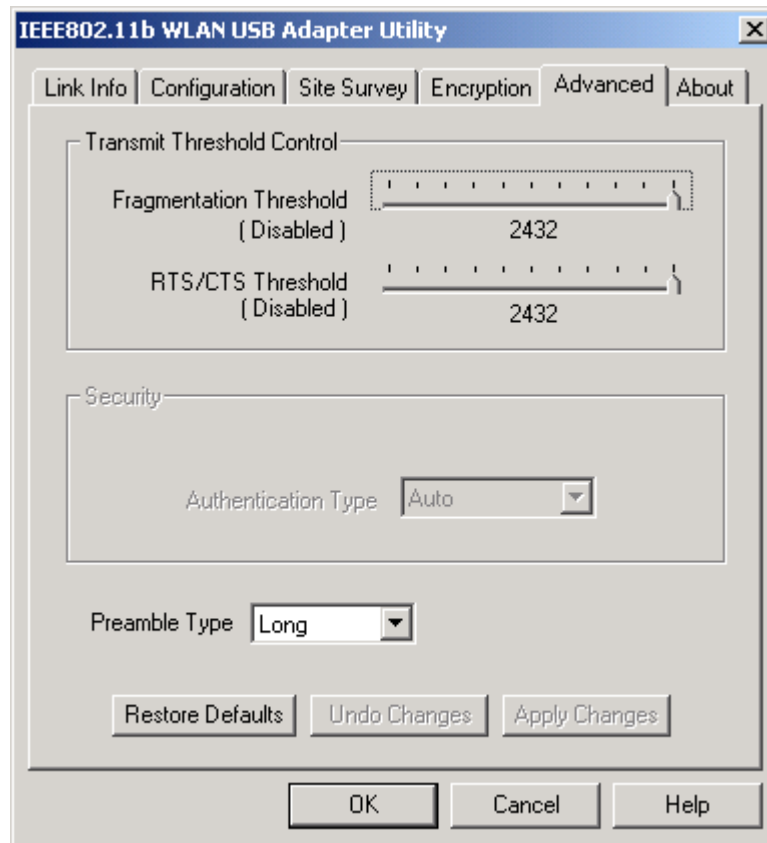 IEEE802.11b WLAN USB Adapter Utility
Link Info Configuration Site Survey Encryption Advanced About
Transmit Threshold Control
Fragmentation Threshold
( Disabled )
2432
RTS/CTS Threshold
( Disabled )
2432
Security
Authentication Type Auto
Preamble Type Long
Restore Defaults Undo Changes Apply Changes
OK Cancel Help